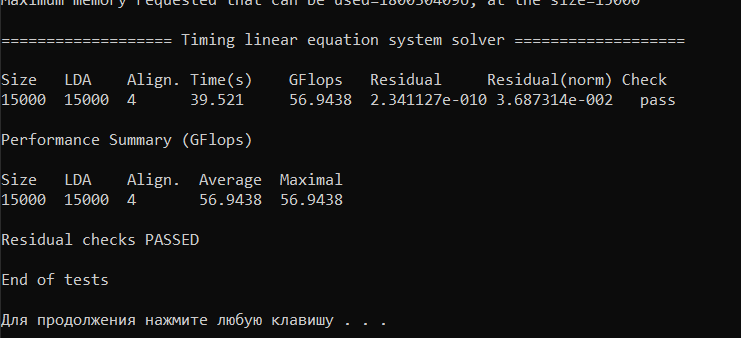 Maximum memory requested that can be used=1800304096, at the size=15000
=================== Timing linear equation system solver ===================
Size   LDA    Align. Time(s)    GFlops   Residual     Residual(norm) Check
15000  15000  4      39.521     56.9438  2.341127e-010 3.687314e-002   pass
Performance Summary (GFlops)
Size   LDA    Align.  Average  Maximal
15000  15000  4       56.9438  56.9438
Residual checks PASSED
End of tests
Для продолжения нажмите любую клавишу . . .